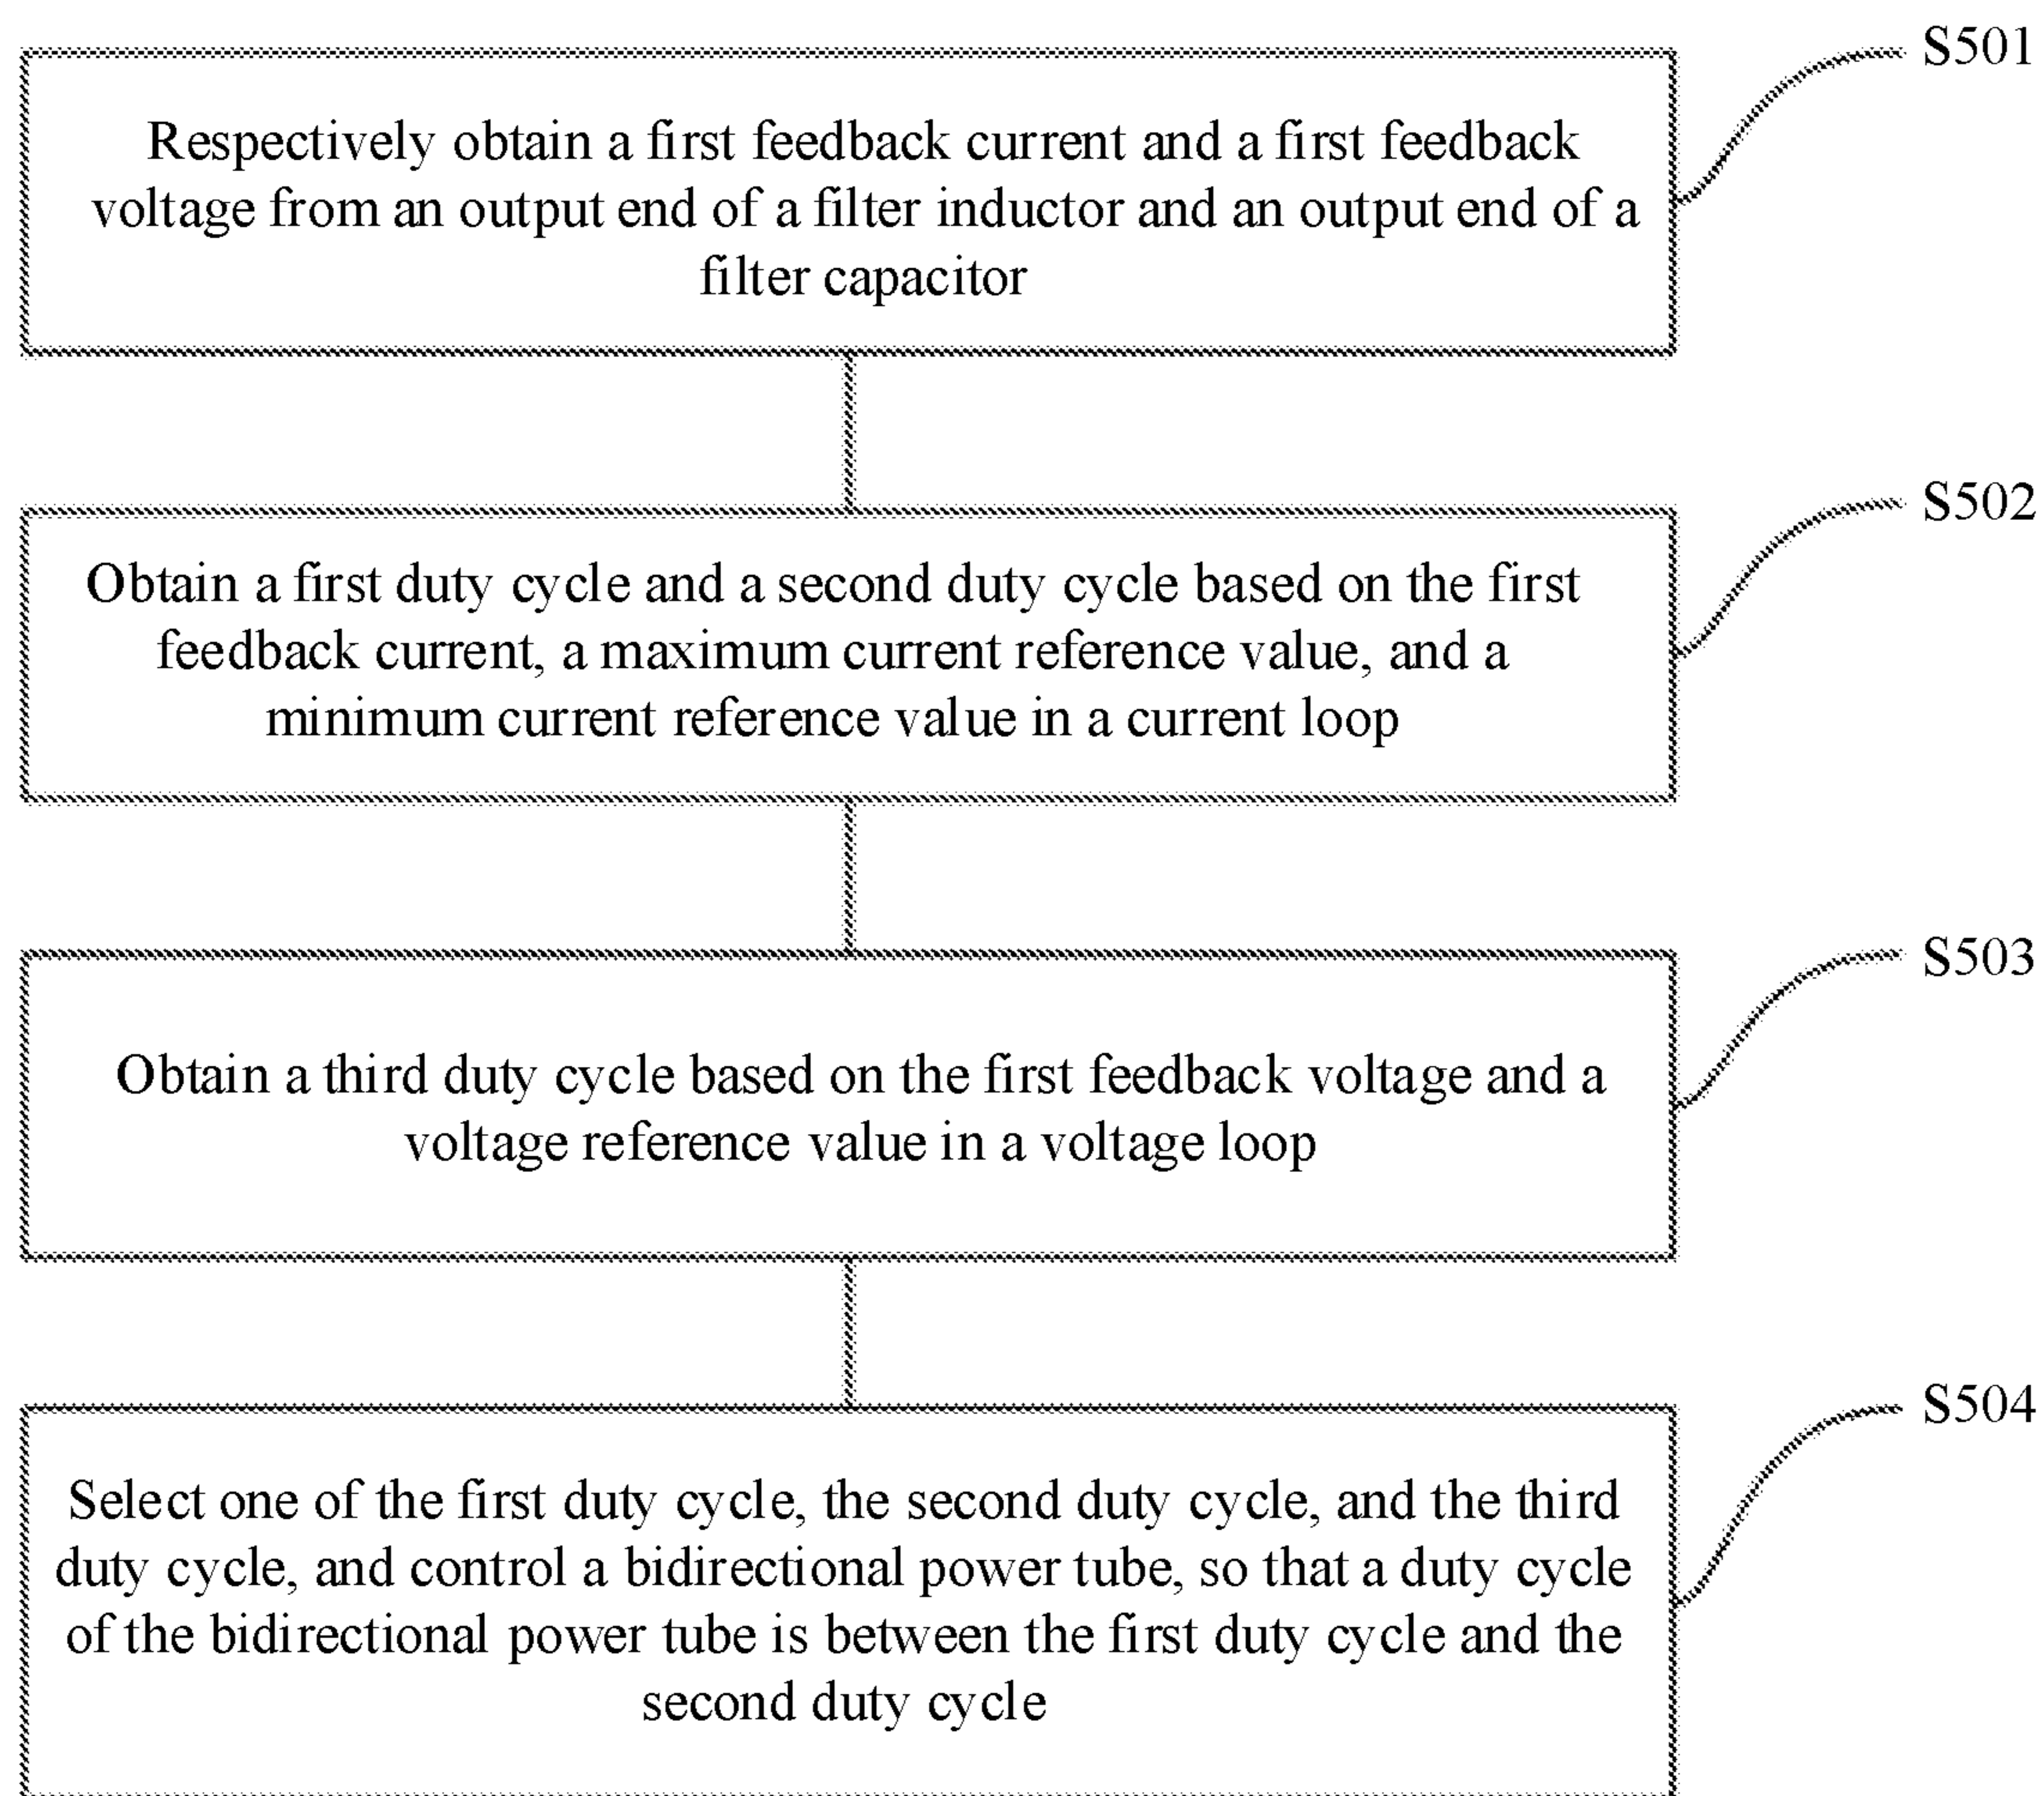 S501
Respectively obtain a first feedback current and a first feedback
voltage from an output end of a filter inductor and an output end of a
filter capacitor
S502
Obtain a first duty cycle and a second duty cycle based on the first
feedback current, a maximum current reference value, and a
minimum current reference value in a current loop
S503
Obtain a third duty cycle based on the first feedback voltage and a
voltage reference value in a voltage loop
S504
Select one of the first duty cycle, the second duty cycle, and the third
duty cycle, and control a bidirectional power tube, so that a duty cycle
of the bidirectional power tube is between the first duty cycle and the
second duty cycle